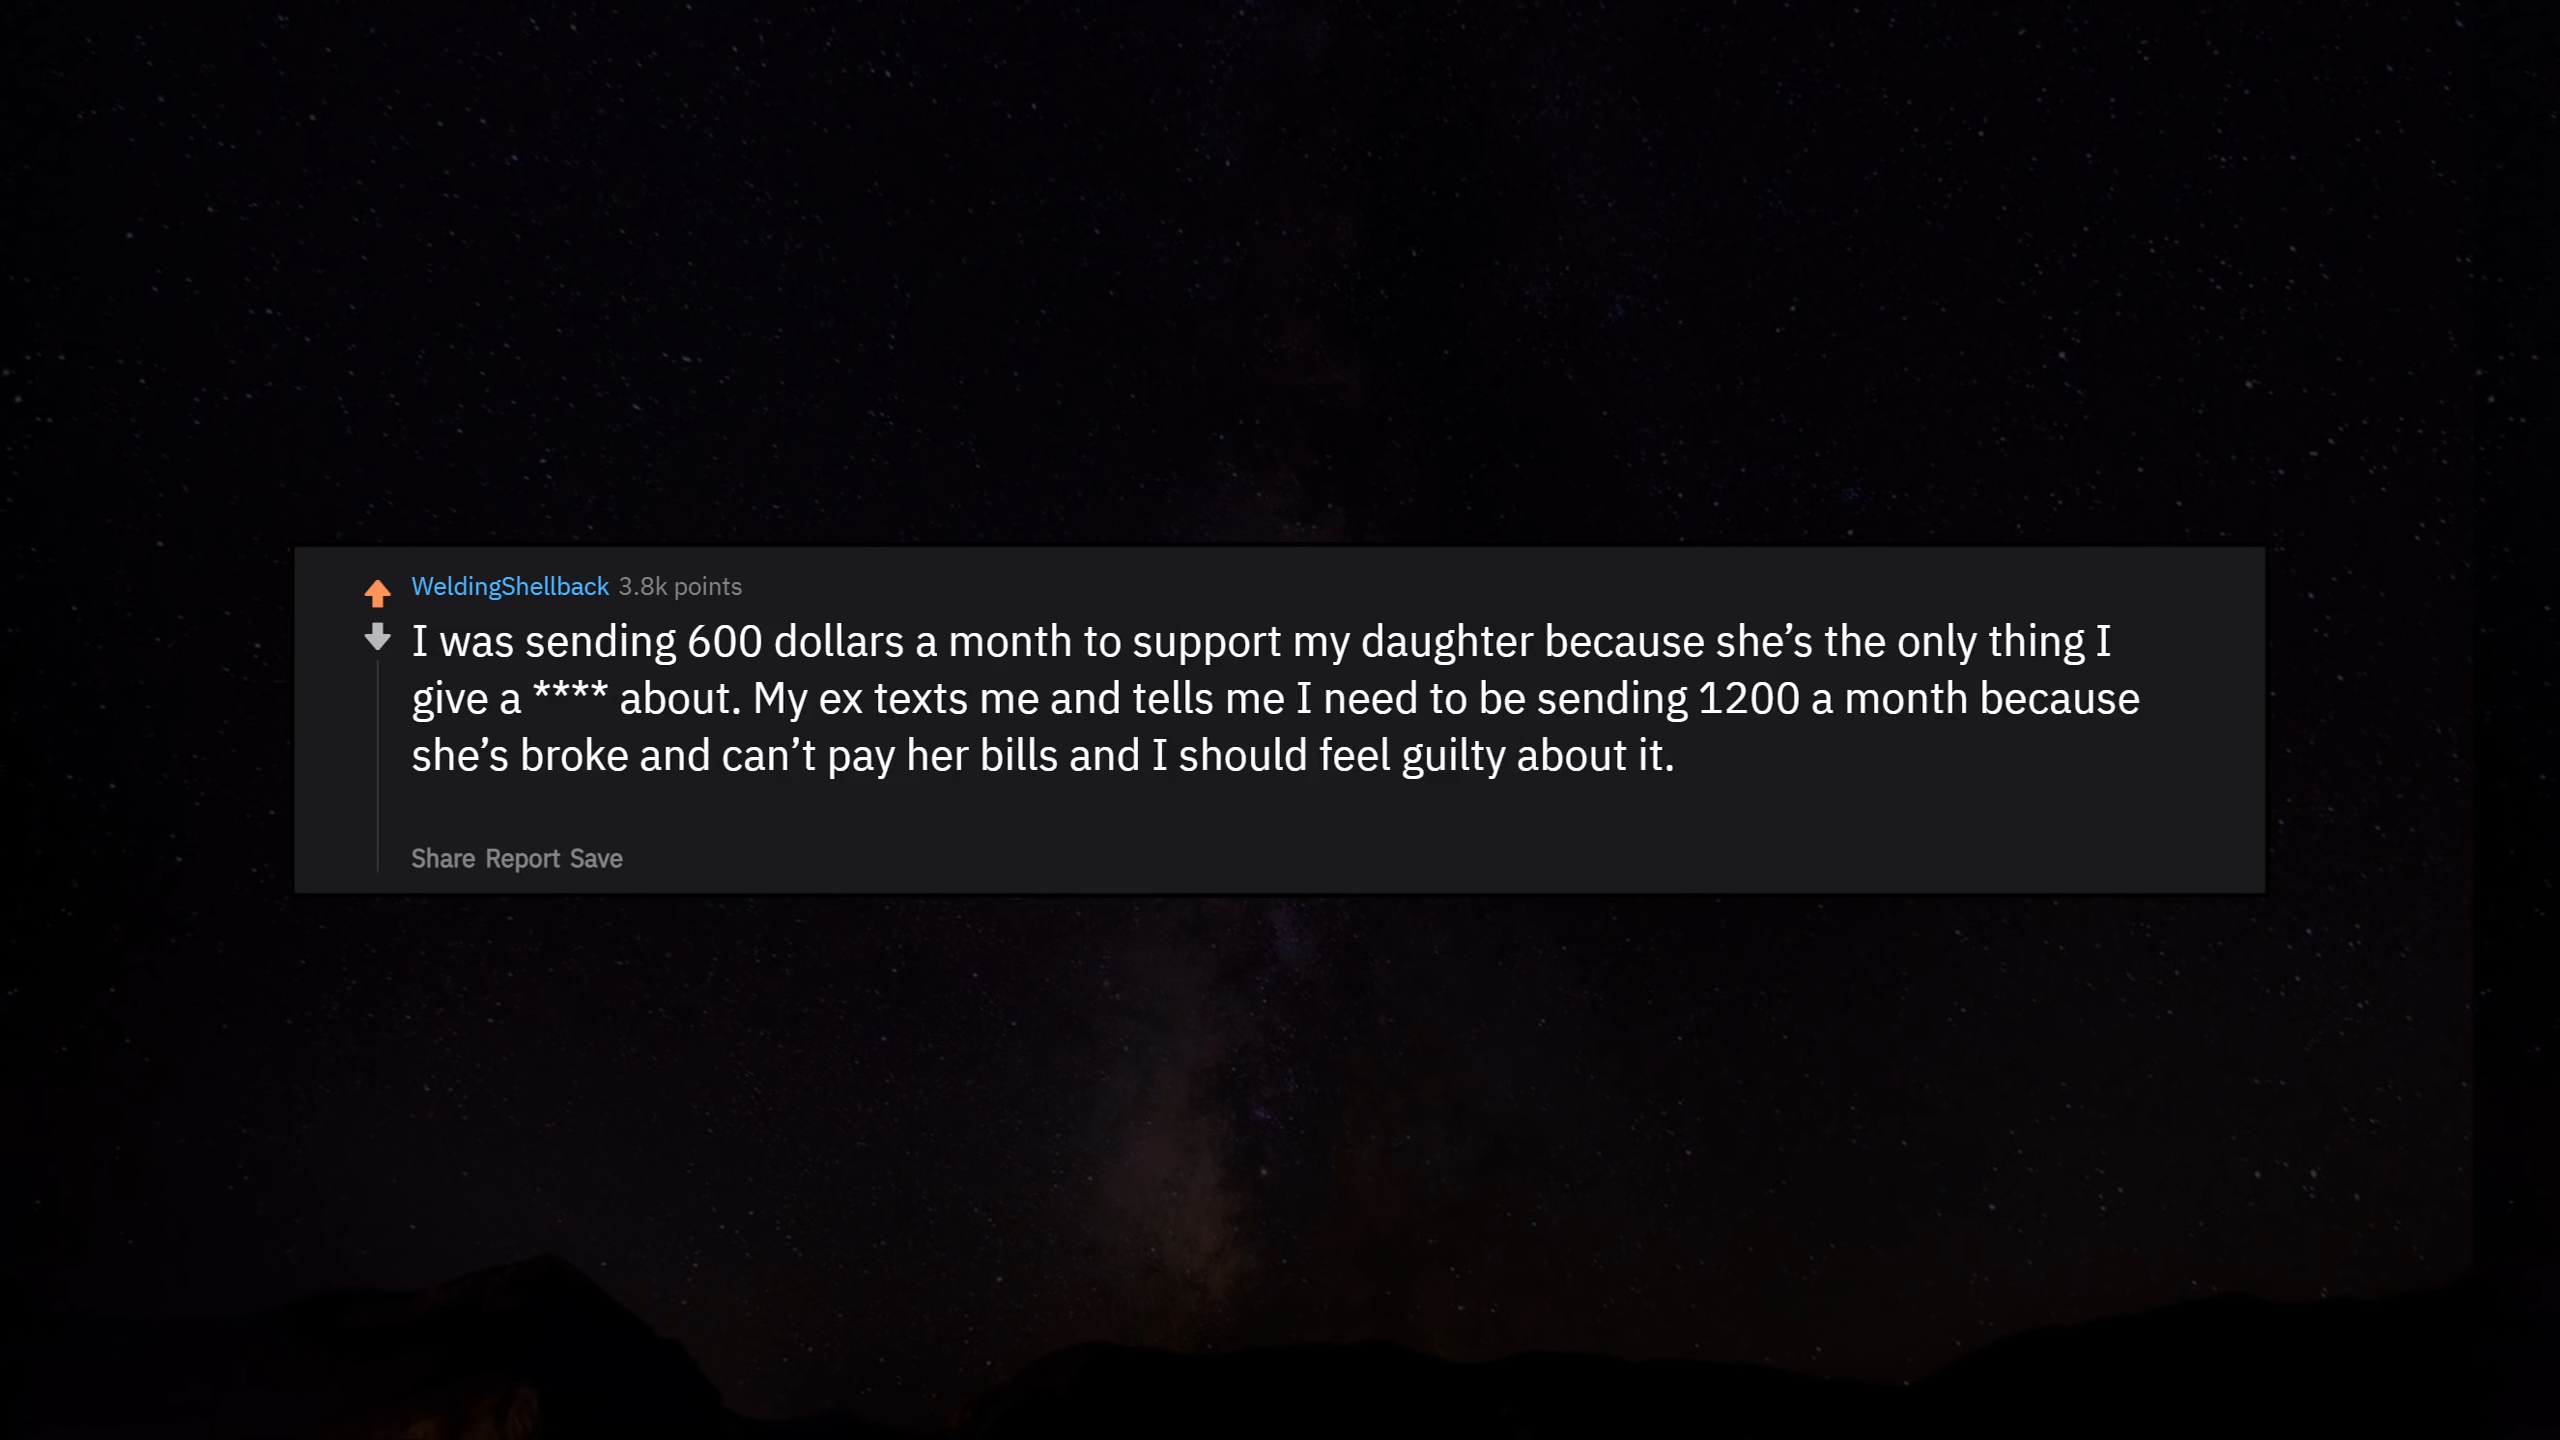 WeldingShellback 3.8k points
I was sending 600 dollars a month to support my daughter because she’s the only thing I
give a **** about. My ex texts me and tells me I need to be sending 1200 a month because
she’s broke and can’t pay her bills and I should feel guilty about it.
Share Report Save